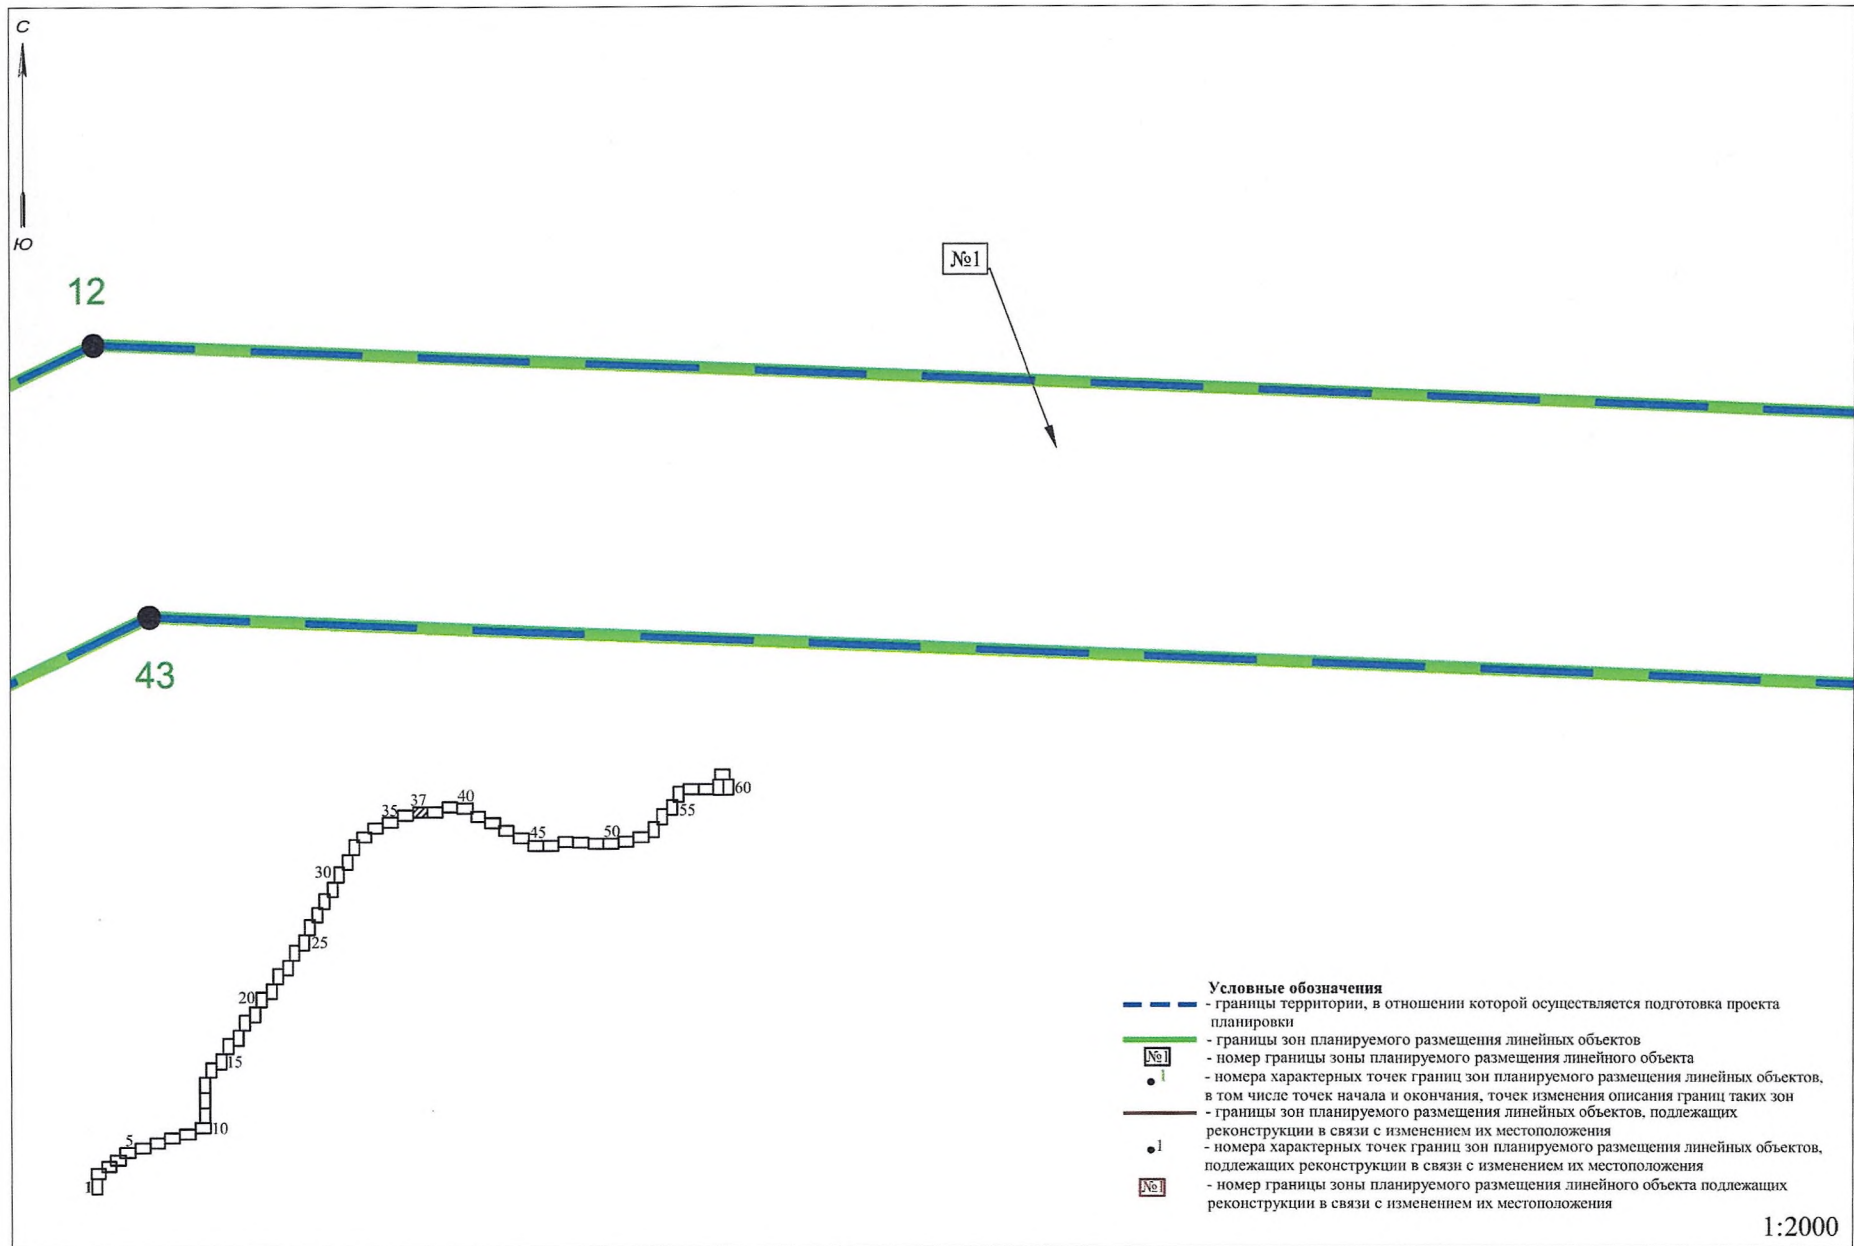 С
Ю
№1
12
43
37
40
35
60
55
45
50
30
25
20
15
5
10
1
Условные обозначения
- границы территории, в отношении которой осуществляется подготовка проекта
планировки
- границы зон планируемого размещения линейных объектов
№1 - номер границы зоны планируемого размещения линейного объекта
1 - номера характерных точек границ зон планируемого размещения линейных объектов,
в том числе точек начала и окончания, точек изменения описания границ таких зон
- границы зон планируемого размещения линейных объектов, подлежащих
реконструкции в связи с изменением их местоположения
1 - номера характерных точек границ зон планируемого размещения линейных объектов,
подлежащих реконструкции в связи с изменением их местоположения
№1 - номер границы зоны планируемого размещения линейного объекта подлежащих
реконструкции в связи с изменением их местоположения
1:2000